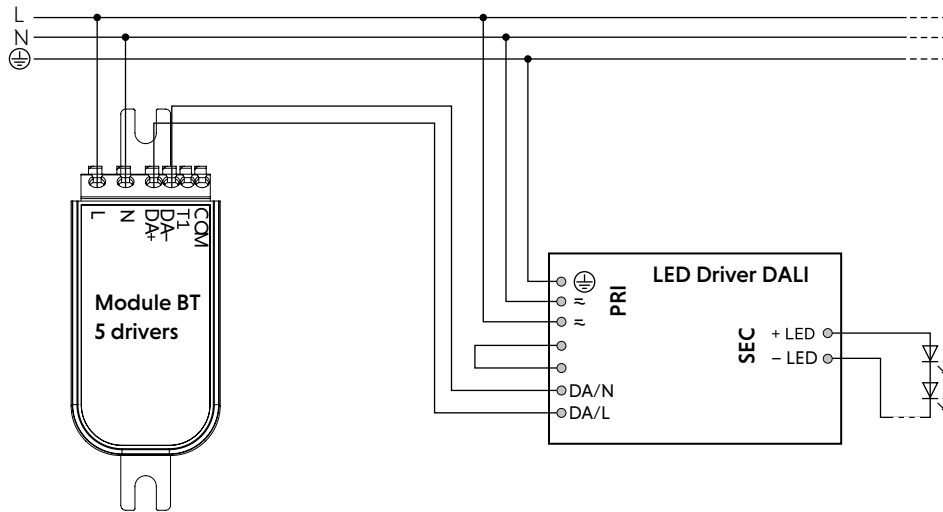 L
N
L
N
DA+
DA-
T1
COM
Module BT
5 drivers
LED Driver DALI
PRI
≂
≂
DA/N
DA/L
SEC
+ LED
– LED